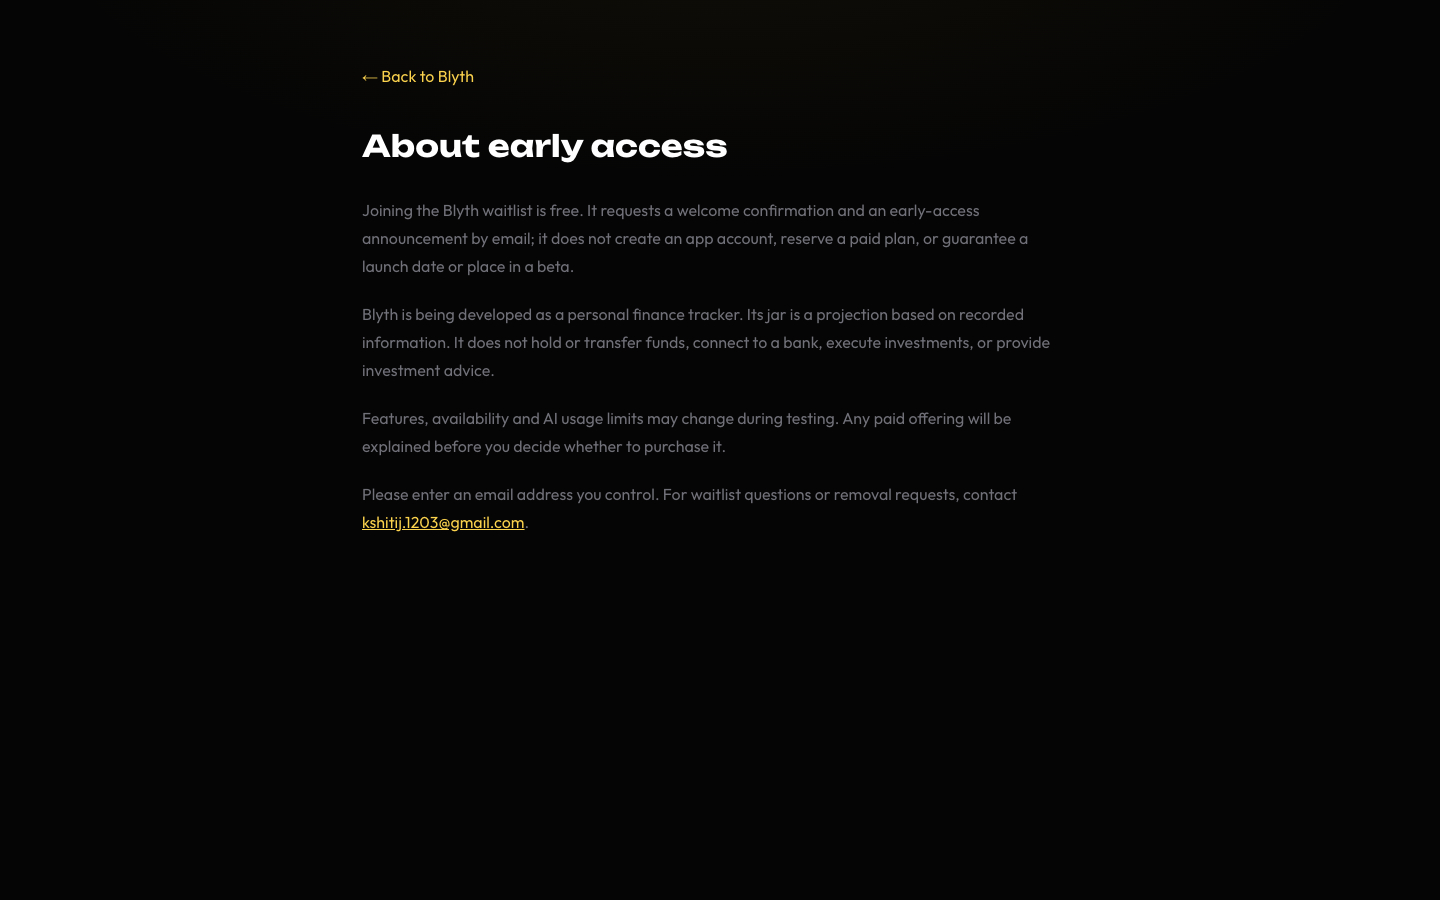 ← Back to Blyth
About early access
Joining the Blyth waitlist is free. It requests a welcome confirmation and an early-access
announcement by email; it does not create an app account, reserve a paid plan, or guarantee a
launch date or place in a beta.
Blyth is being developed as a personal finance tracker. Its jar is a projection based on recorded
information. It does not hold or transfer funds, connect to a bank, execute investments, or provide
investment advice.
Features, availability and AI usage limits may change during testing. Any paid offering will be
explained before you decide whether to purchase it.
Please enter an email address you control. For waitlist questions or removal requests, contact
kshitij.1203@gmail.com.